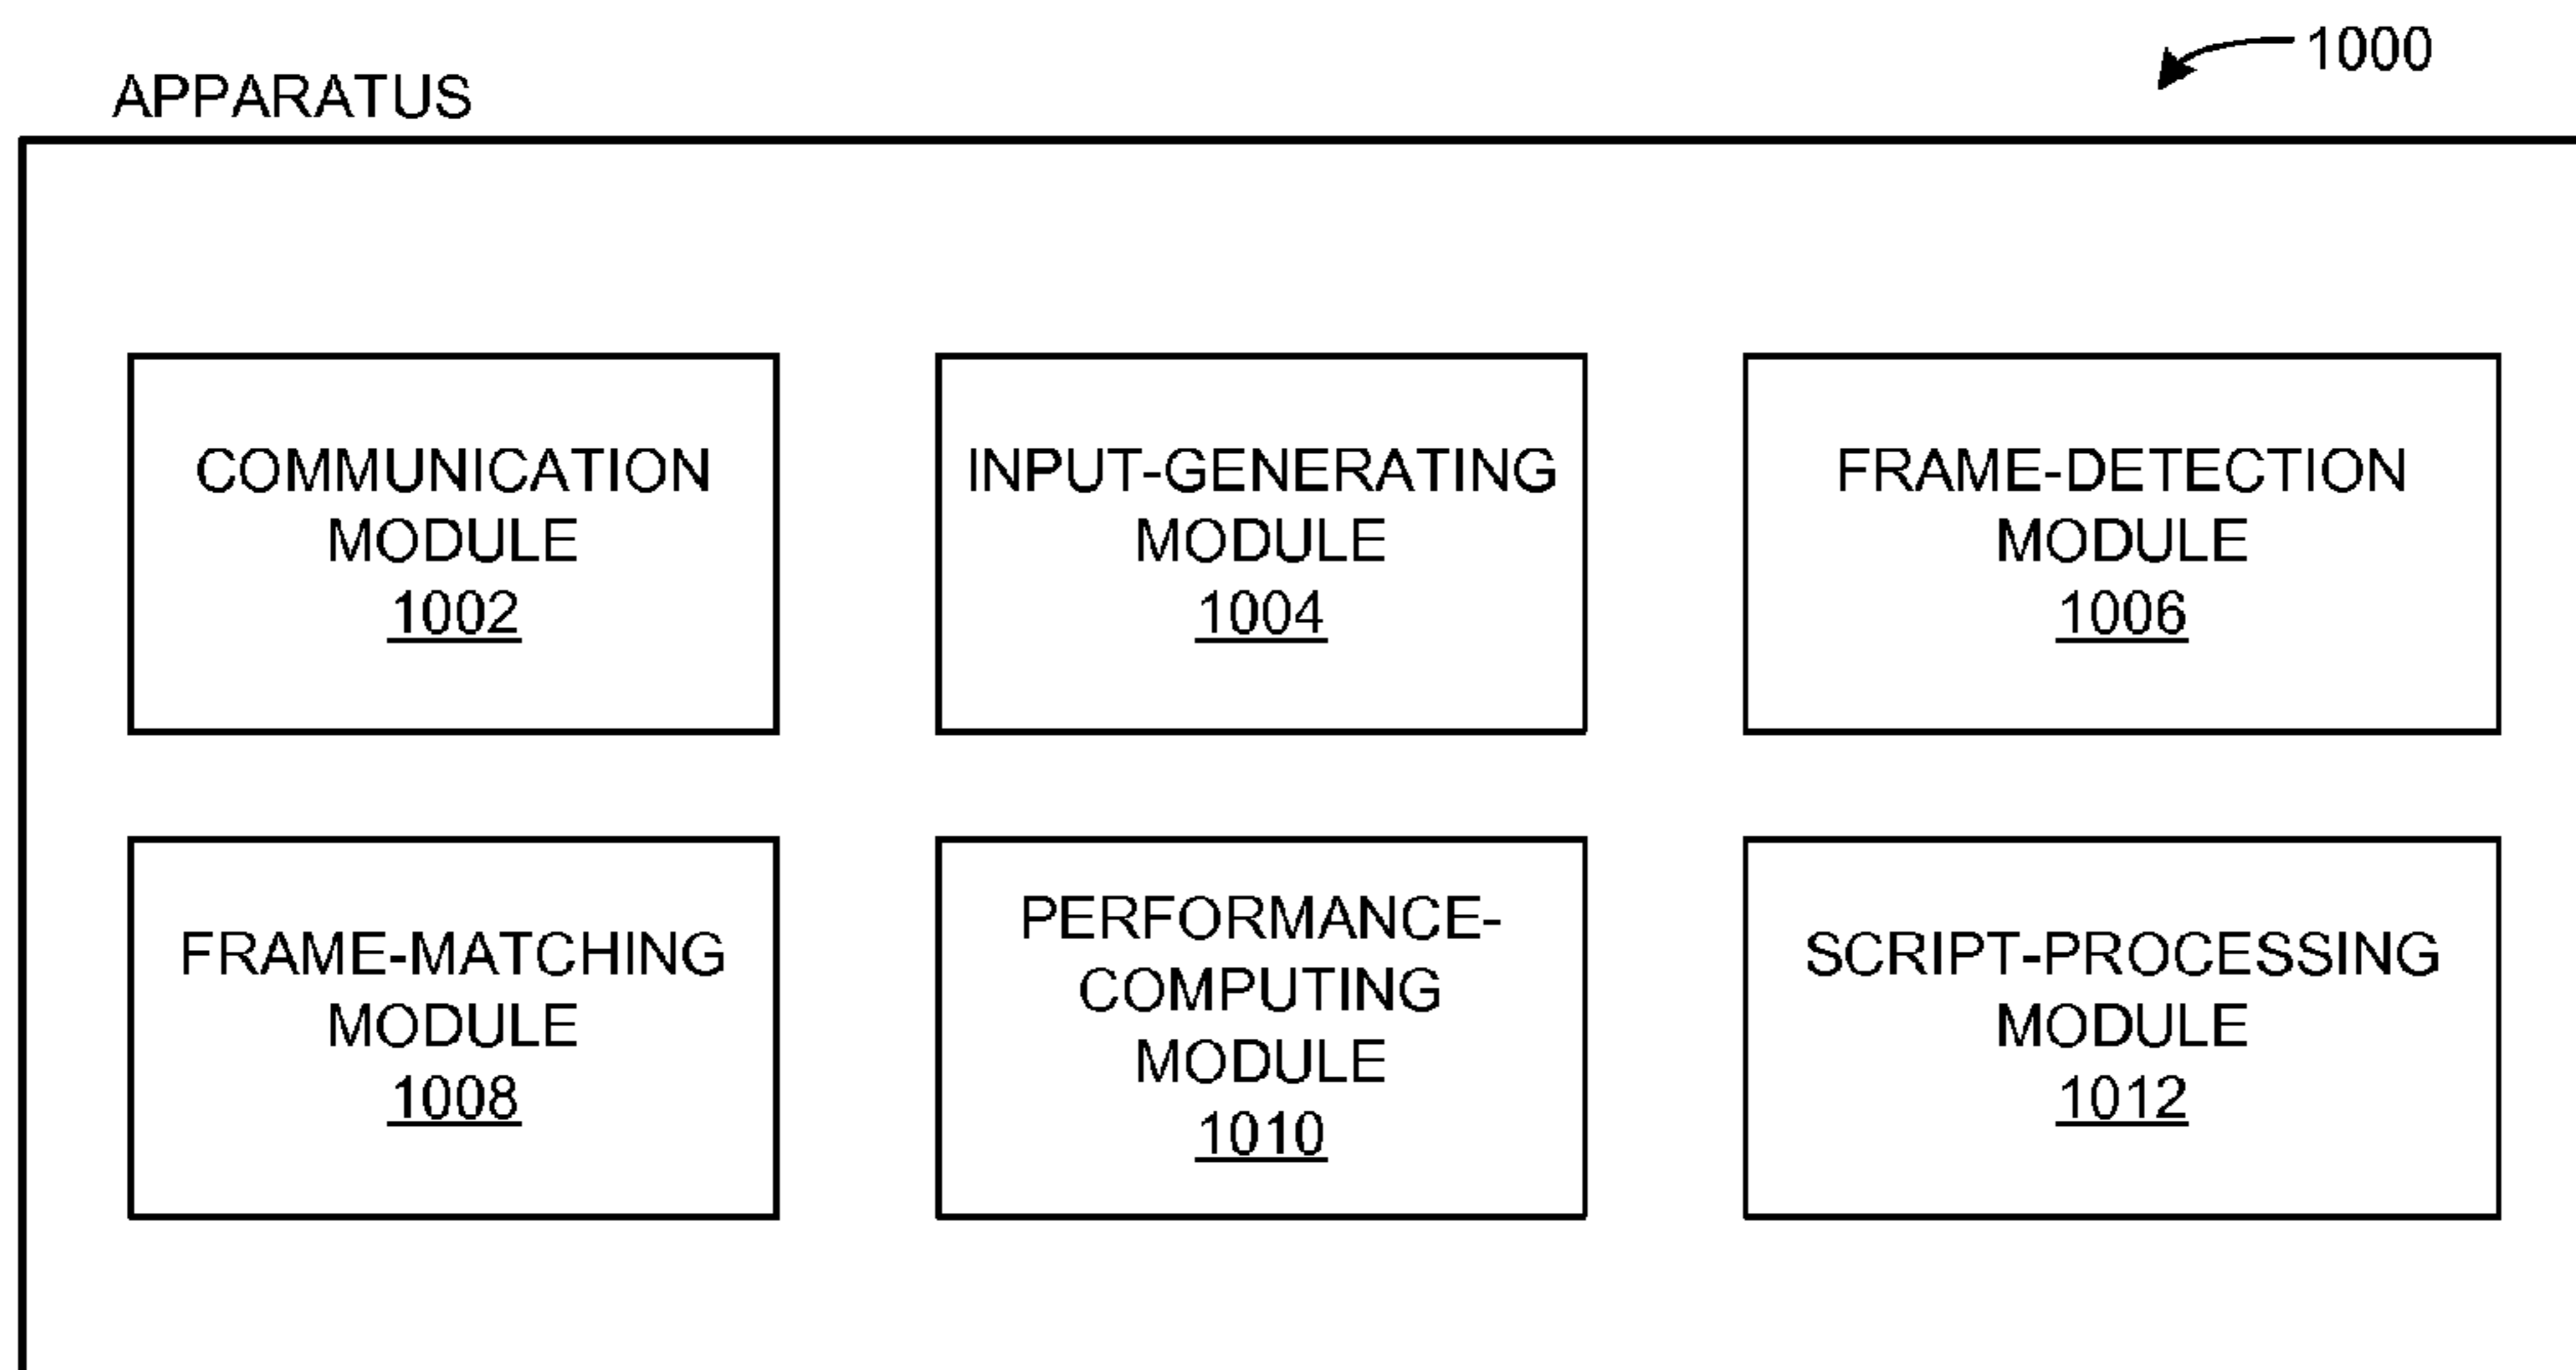 1000
APPARATUS
COMMUNICATION
MODULE
1002
INPUT-GENERATING
MODULE
1004
FRAME-DETECTION
MODULE
1006
FRAME-MATCHING
MODULE
1008
PERFORMANCE-
COMPUTING
MODULE
1010
SCRIPT-PROCESSING
MODULE
1012